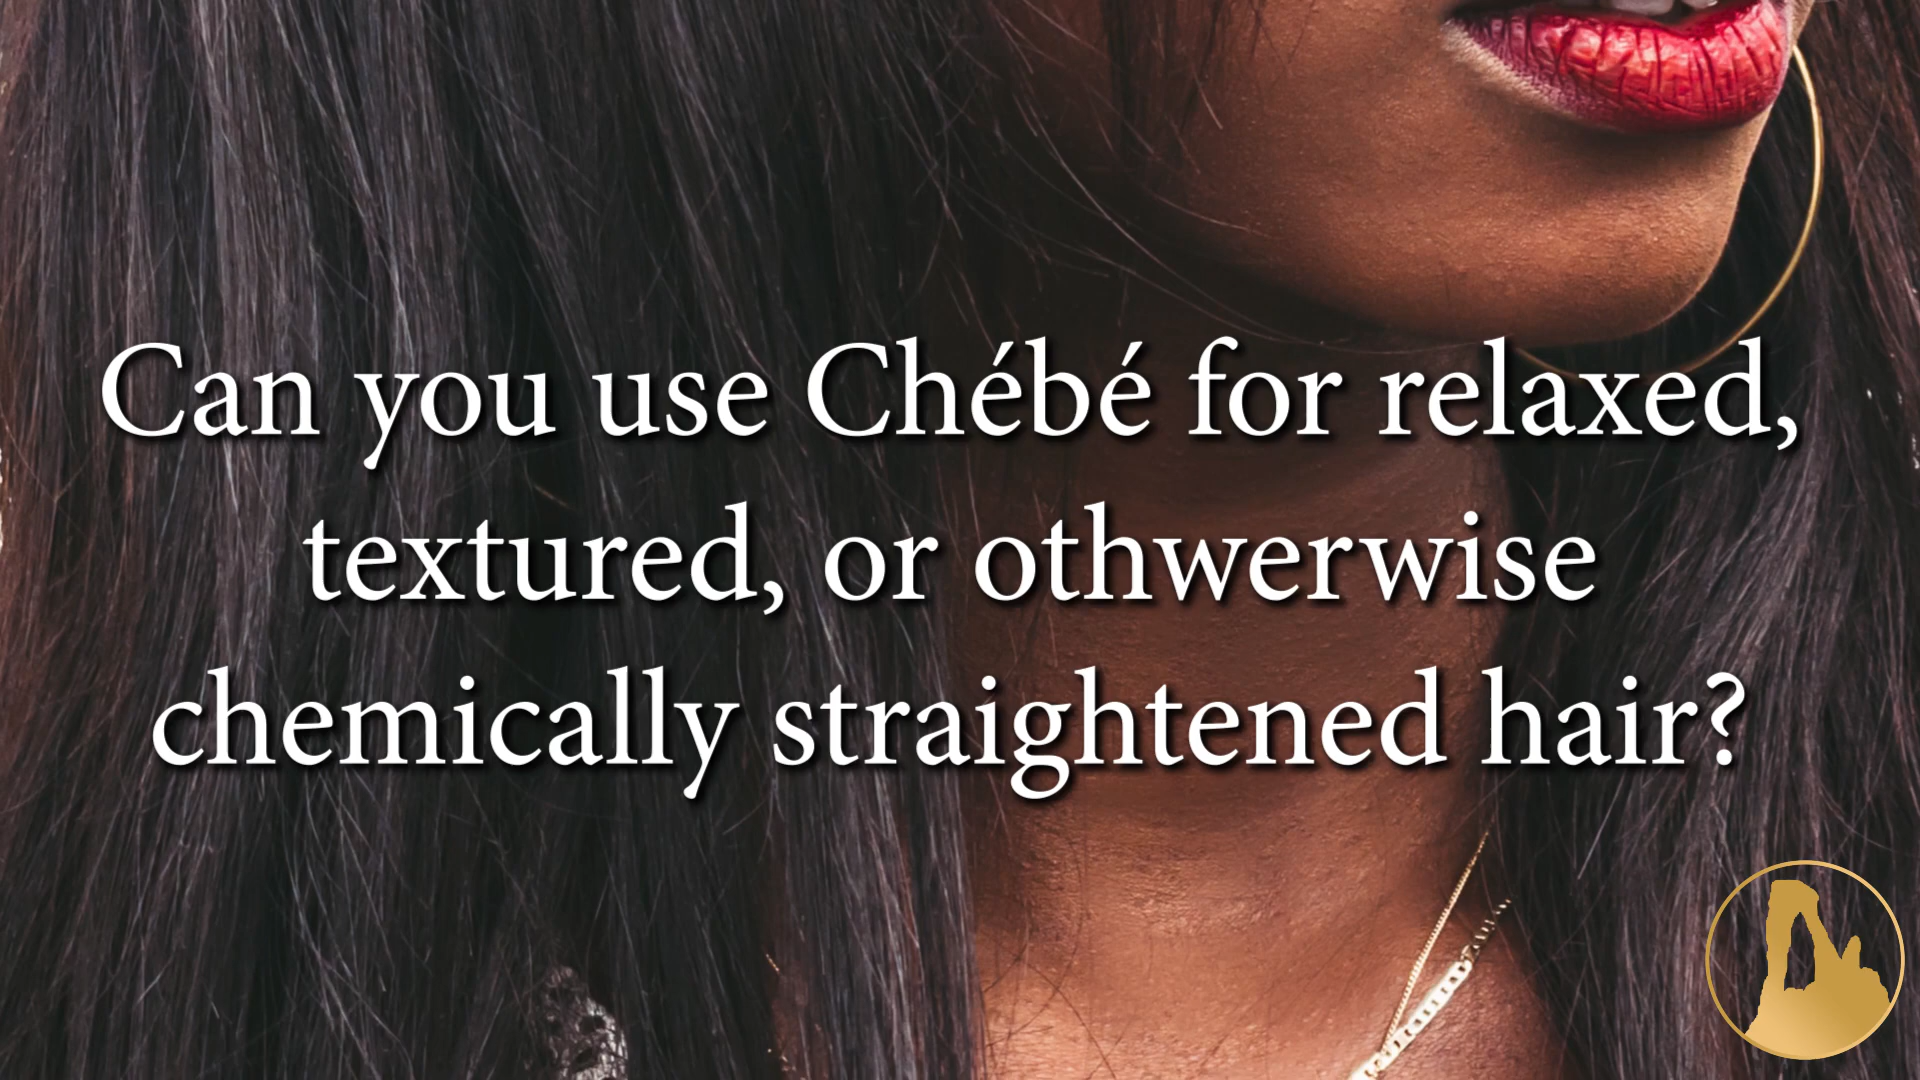 Can you use Chébé for relaxed,
textured, or othwerwise
chemically straightened hair?